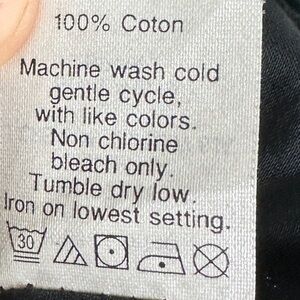 100% Coton
Machine wash cold
gentle cycle,
with like colors.
Non chlorine
bleach only.
Tumble dry low.
Iron on lowest setting.
30